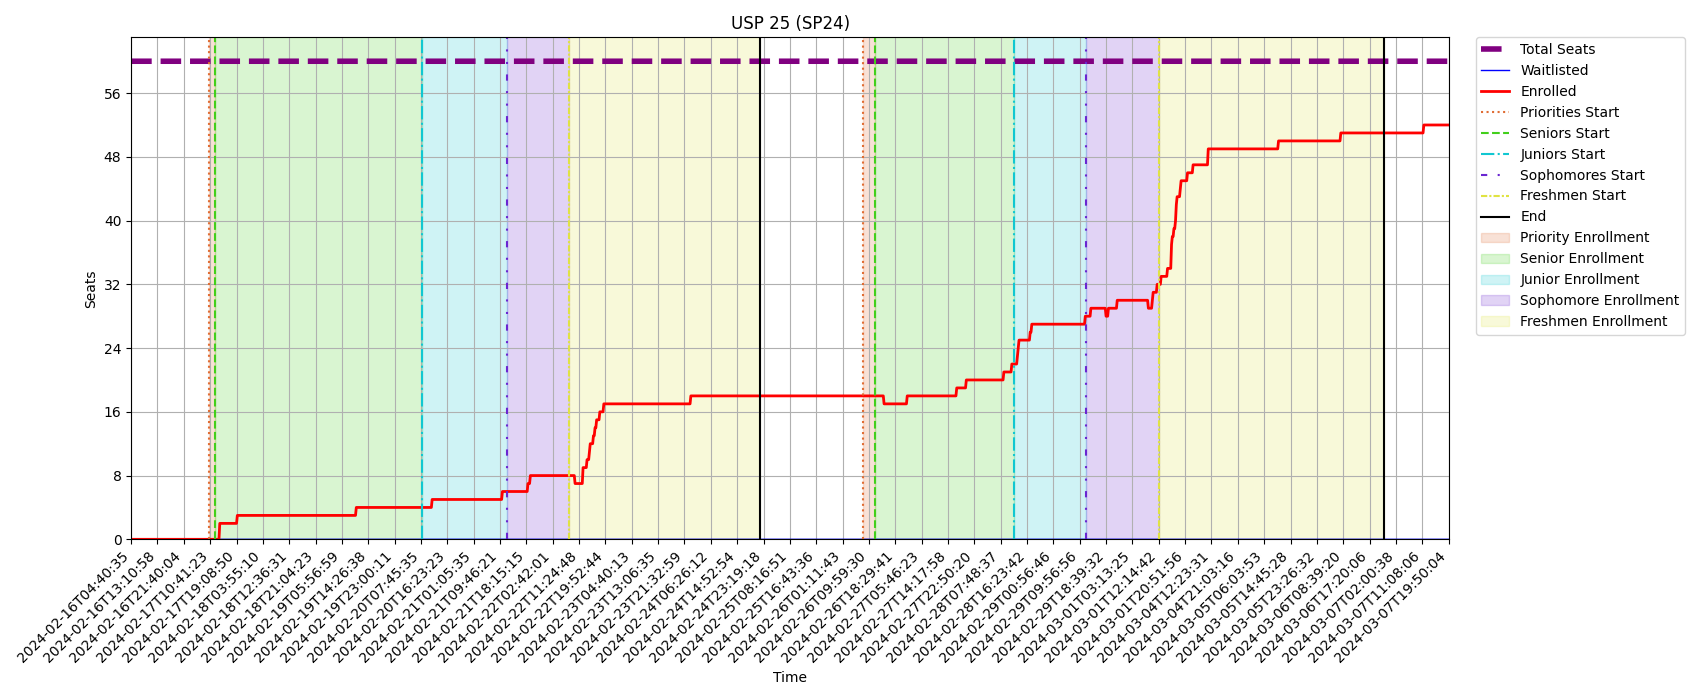 USP 25 (SP24)
Seats
56
48
40
32
24
16
8
0
2024-02-16T04:40:35
2024-02-16T13:10:58
2024-02-16T21:40:04
2024-02-17T10:41:23
2024-02-17T19:08:50
2024-02-18T03:55:10
2024-02-18T12:36:31
2024-02-18T21:04:23
2024-02-19T05:56:59
2024-02-19T14:26:38
2024-02-19T23:00:11
2024-02-20T07:45:35
2024-02-20T16:23:23
2024-02-21T01:05:35
2024-02-21T09:46:21
2024-02-21T18:15:15
2024-02-22T02:42:01
2024-02-22T11:24:48
2024-02-22T19:52:44
2024-02-23T04:40:13
2024-02-23T13:06:35
2024-02-23T21:32:59
2024-02-24T06:26:12
2024-02-24T14:52:54
2024-02-24T23:19:18
2024-02-25T08:16:51
2024-02-25T16:43:36
2024-02-26T01:11:43
2024-02-26T09:59:30
2024-02-26T18:29:41
2024-02-27T05:46:23
2024-02-27T14:17:58
2024-02-27T22:50:20
2024-02-28T07:48:37
2024-02-28T16:23:42
2024-02-29T00:56:46
2024-02-29T09:56:56
2024-02-29T18:39:32
2024-03-01T03:13:25
2024-03-01T12:14:42
2024-03-01T20:51:56
2024-03-04T12:23:31
2024-03-04T21:03:16
2024-03-05T06:03:53
2024-03-05T14:45:28
2024-03-05T23:26:32
2024-03-06T08:39:20
2024-03-06T17:20:06
2024-03-07T02:00:38
2024-03-07T11:08:06
2024-03-07T19:50:04
Time
Total Seats
Waitlisted
Enrolled
Priorities Start
Seniors Start
Juniors Start
Sophomores Start
Freshmen Start
End
Priority Enrollment
Senior Enrollment
Junior Enrollment
Sophomore Enrollment
Freshmen Enrollment